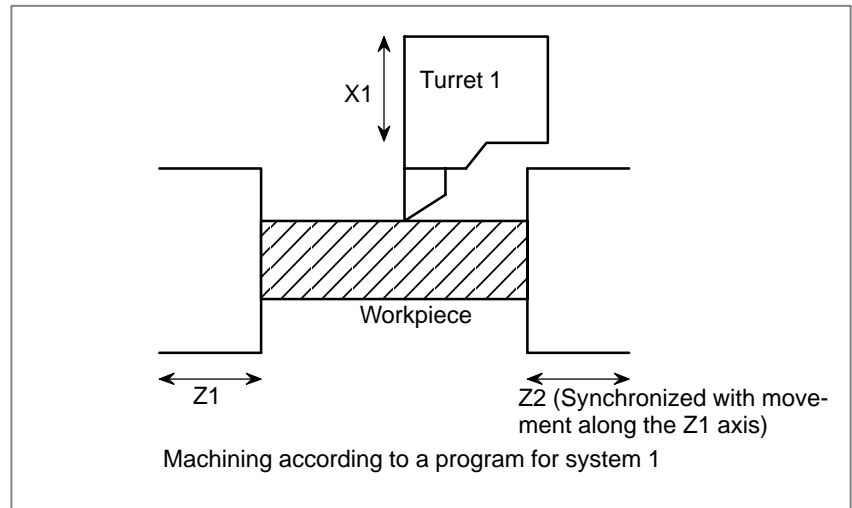 Turret 1
X1
Workpiece
Z1
Z2 (Synchronized with move-
ment along the Z1 axis)
Machining according to a program for system 1